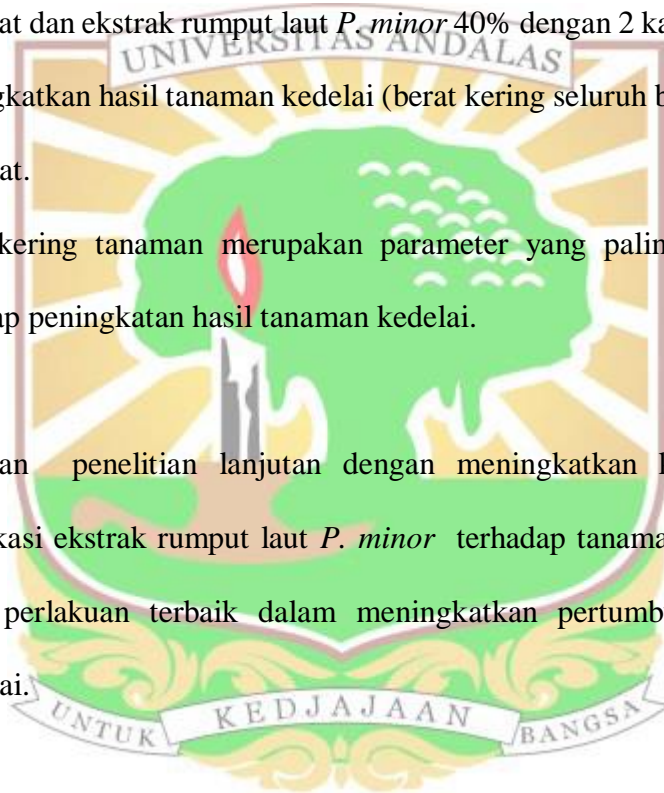 at dan ekstrak rumput laut P. minor 40% dengan 2 ka
UNIVERSITAS ANDALAS
gkatkan hasil tanaman kedelai (berat kering seluruh b
at.
kering tanaman merupakan parameter yang palin
ap peningkatan hasil tanaman kedelai.
an penelitian lanjutan dengan meningkatkan
kasi ekstrak rumput laut P. minor terhadap tanama
perlakuan terbaik dalam meningkatkan pertumb
ai.
UNTUK KEDJAJAAN BANGSA